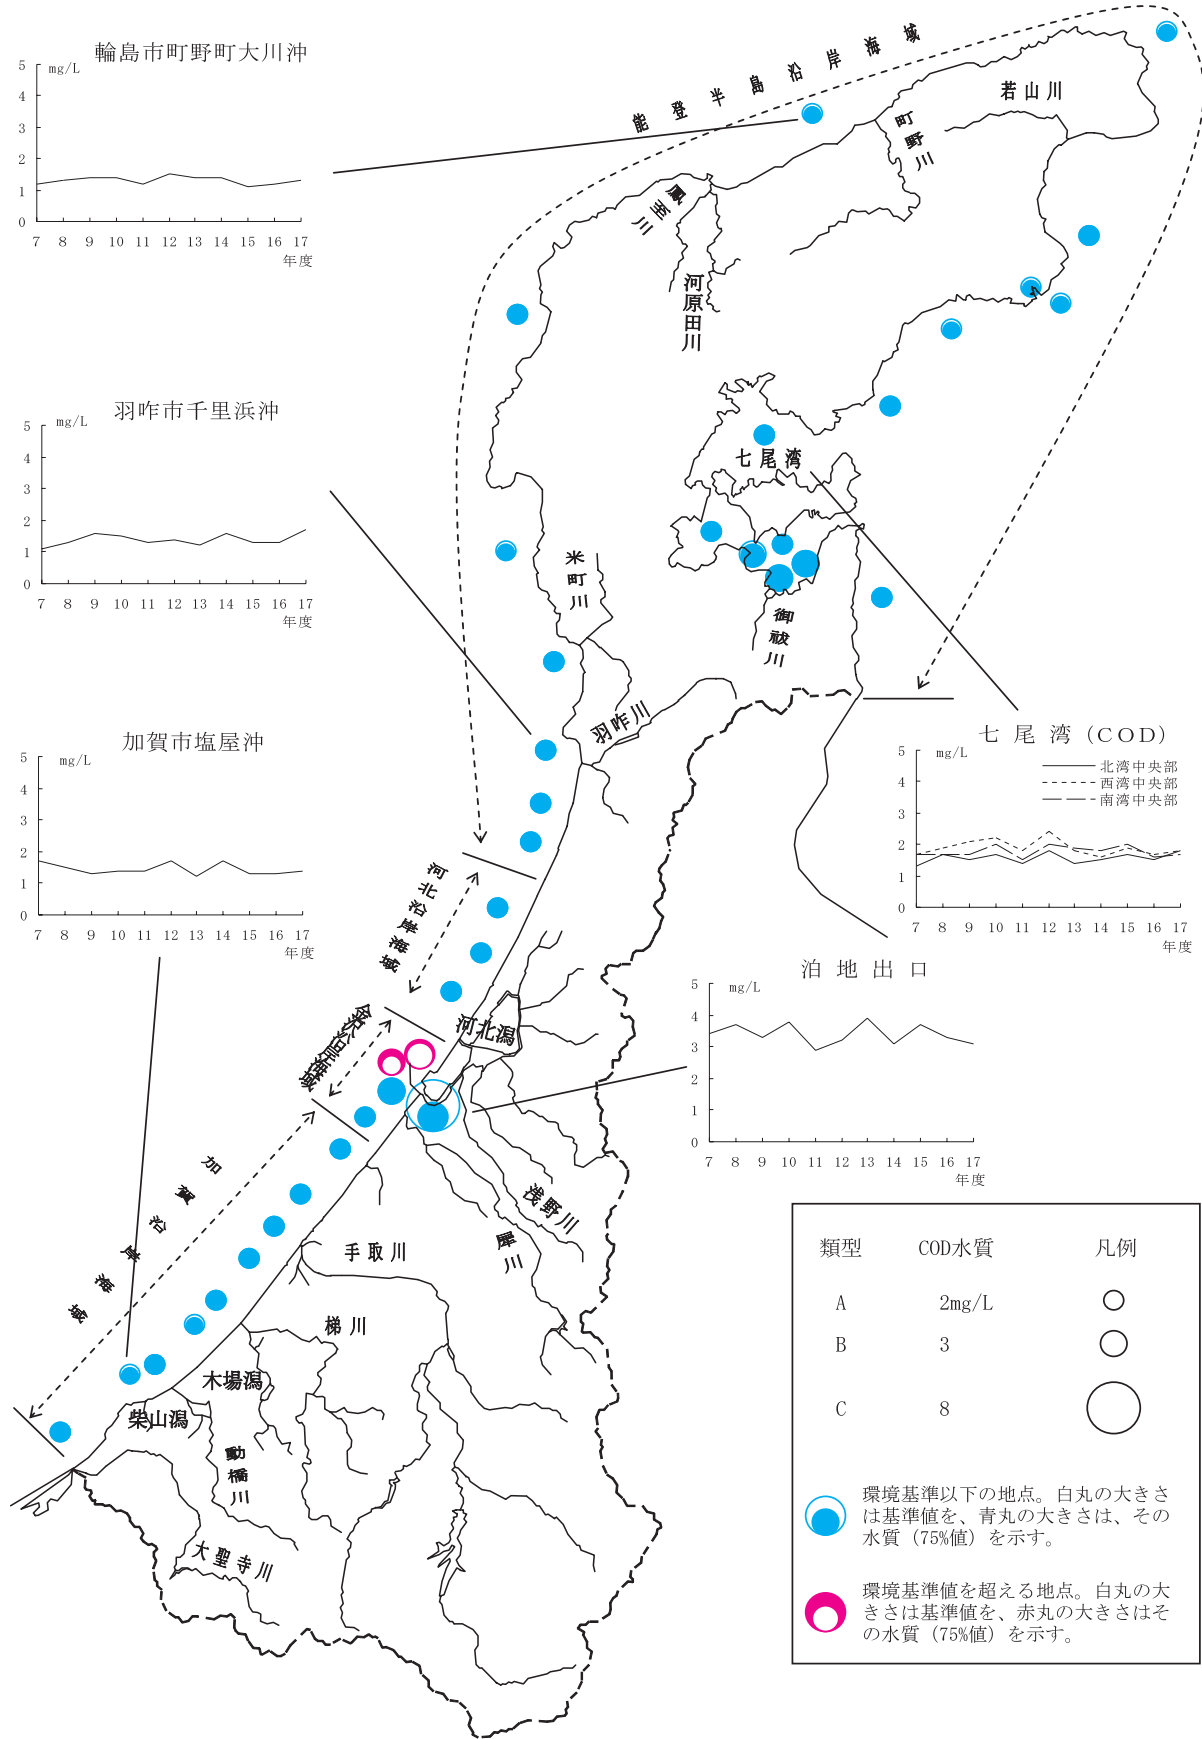 輪島市町野町大川沖
5
mg/L
4
3
2
1
0
7 8 9 10 11 12 13 14 15 16 17
年度
能登半島沿岸海域
若山川
町野川
鳳至川
河原田川
羽咋市千里浜沖
5
mg/L
4
3
2
1
0
7 8 9 10 11 12 13 14 15 16 17
年度
七尾湾
米町川
御祓川
羽咋川
加賀市塩屋沖
5
mg/L
4
3
2
1
0
7 8 9 10 11 12 13 14 15 16 17
年度
七尾湾(COD)
5
mg/L
北湾中央部
西湾中央部
南湾中央部
4
3
2
1
0
7 8 9 10 11 12 13 14 15 16 17
年度
河北沿岸海域
泊地出口
5
mg/L
4
3
2
1
0
7 8 9 10 11 12 13 14 15 16 17
年度
金沢沿岸海域
河北潟
加賀沿岸海域
浅野川
犀川
手取川
梯川
木場潟
柴山潟
動橋川
大聖寺川
類型 COD水質 凡例
A 2mg/L
B 3
C 8
環境基準以下の地点。白丸の大きさ
は基準値を、青丸の大きさは、その
水質（75%値）を示す。
環境基準値を超える地点。白丸の大
きさは基準値を、赤丸の大きさはそ
の水質（75%値）を示す。